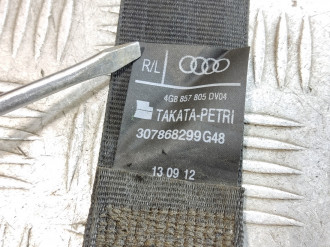 R/L
4G8 857 805 DV04
TAKATA-PETRI
307868299G48
13 09 12